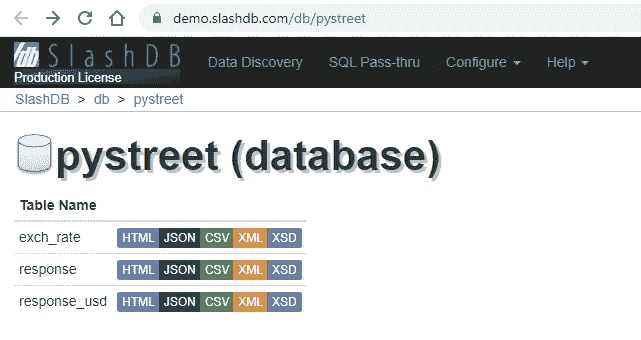 demo.slashdb.com/db/pystreet
/db SlashDB Data Discovery SQL Pass-thru Configure Help
Production License
SlashDB > db > pystreet
pystreet (database)
Table Name
exch_rate HTML JSON CSV XML XSD
response HTML JSON CSV XML XSD
response_usd HTML JSON CSV XML XSD